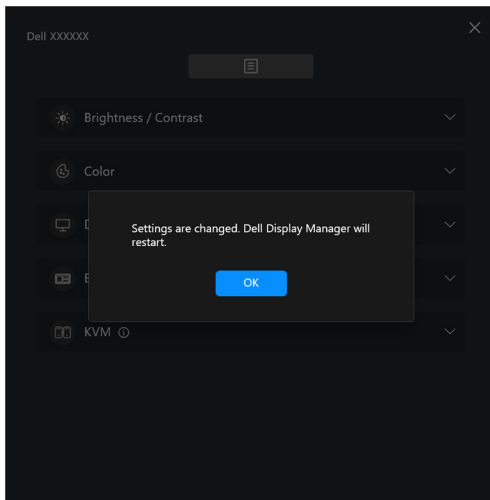 Dell XXXXXX
Brightness / Contrast
Color
Settings are changed. Dell Display Manager will
restart.
OK
KVM